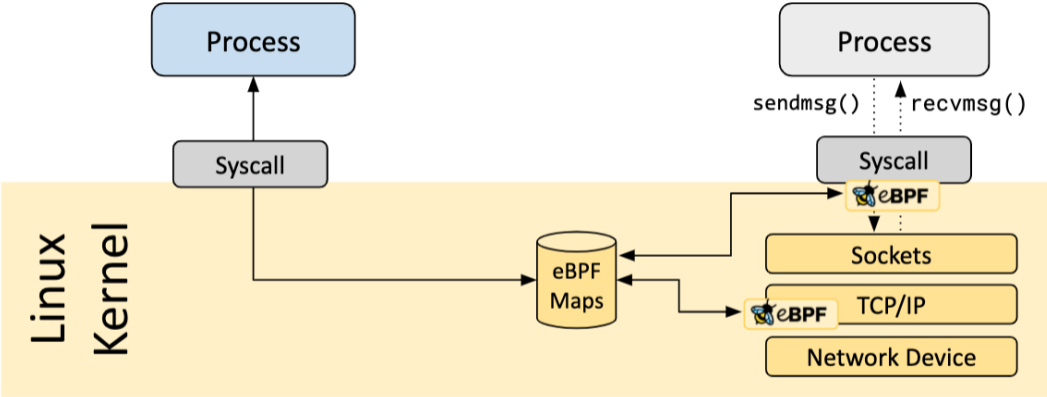 Process
Process
sendmsg()
recvmsg()
Syscall
Syscall
eBPF
Linux
Kernel
eBPF
Maps
Sockets
eBPF
TCP/IP
Network Device